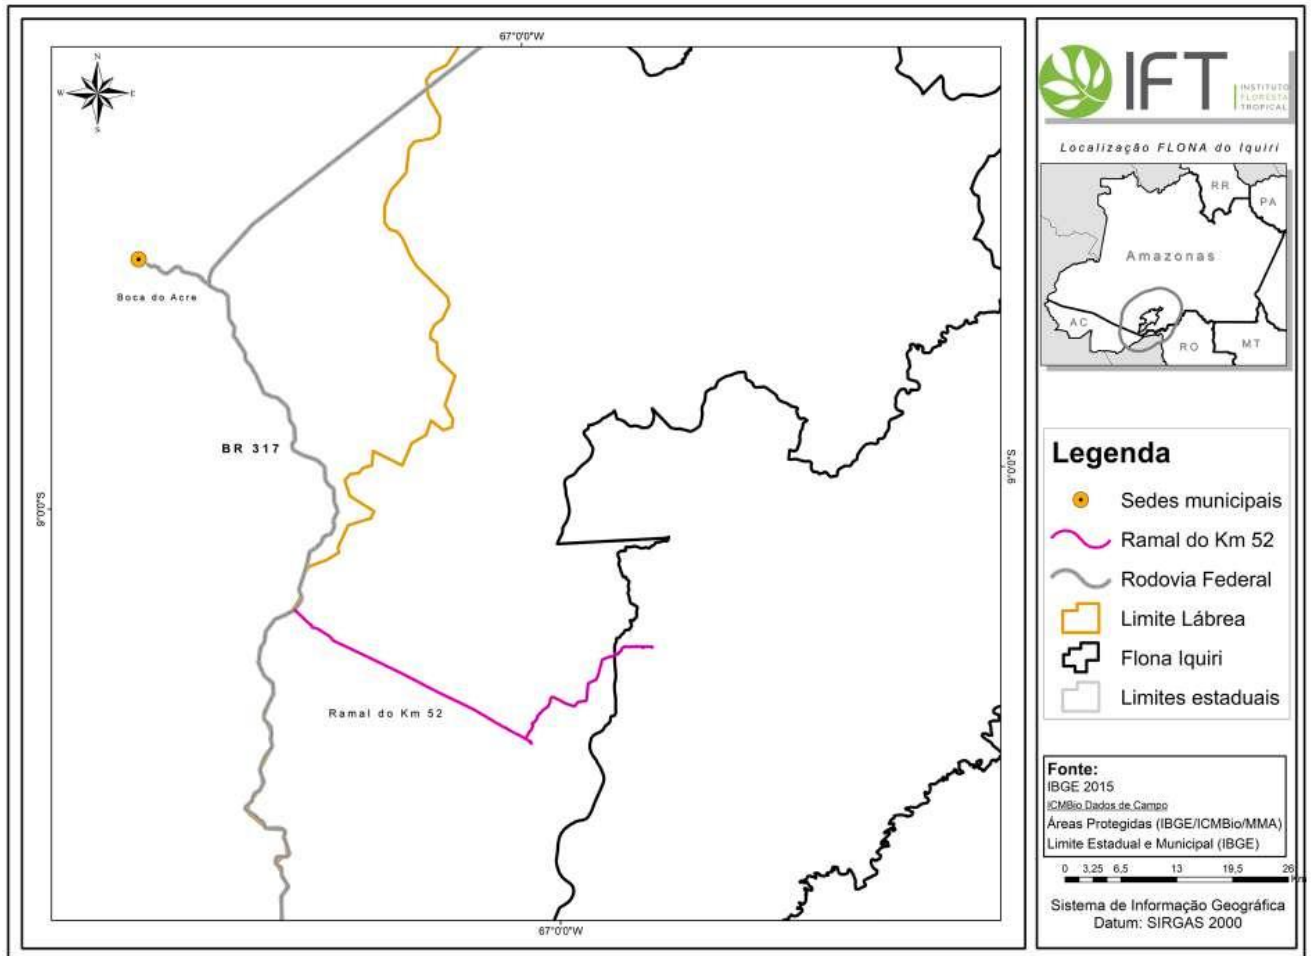 67°0'0"W
N
W
E
S
Boca do Acre
BR 317
9°0'0"S
9°0'0"S
Ramal do Km 52
67°0'0"W
IFT
INSTITUTO
FLORESTA
TROPICAL
Localização FLONA do Iquiri
RR
PA
Amazonas
AC
RO
MT
Legenda
Sedes municipais
Ramal do Km 52
Rodovia Federal
Limite Lábrea
Flona Iquiri
Limites estaduais
Fonte:
IBGE 2015
ICMBio Dados de Campo
Áreas Protegidas (IBGE/ICMBio/MMA)
Limite Estadual e Municipal (IBGE)
0 3,25 6,5 13 19,5 26
Km
Sistema de Informação Geográfica
Datum: SIRGAS 2000